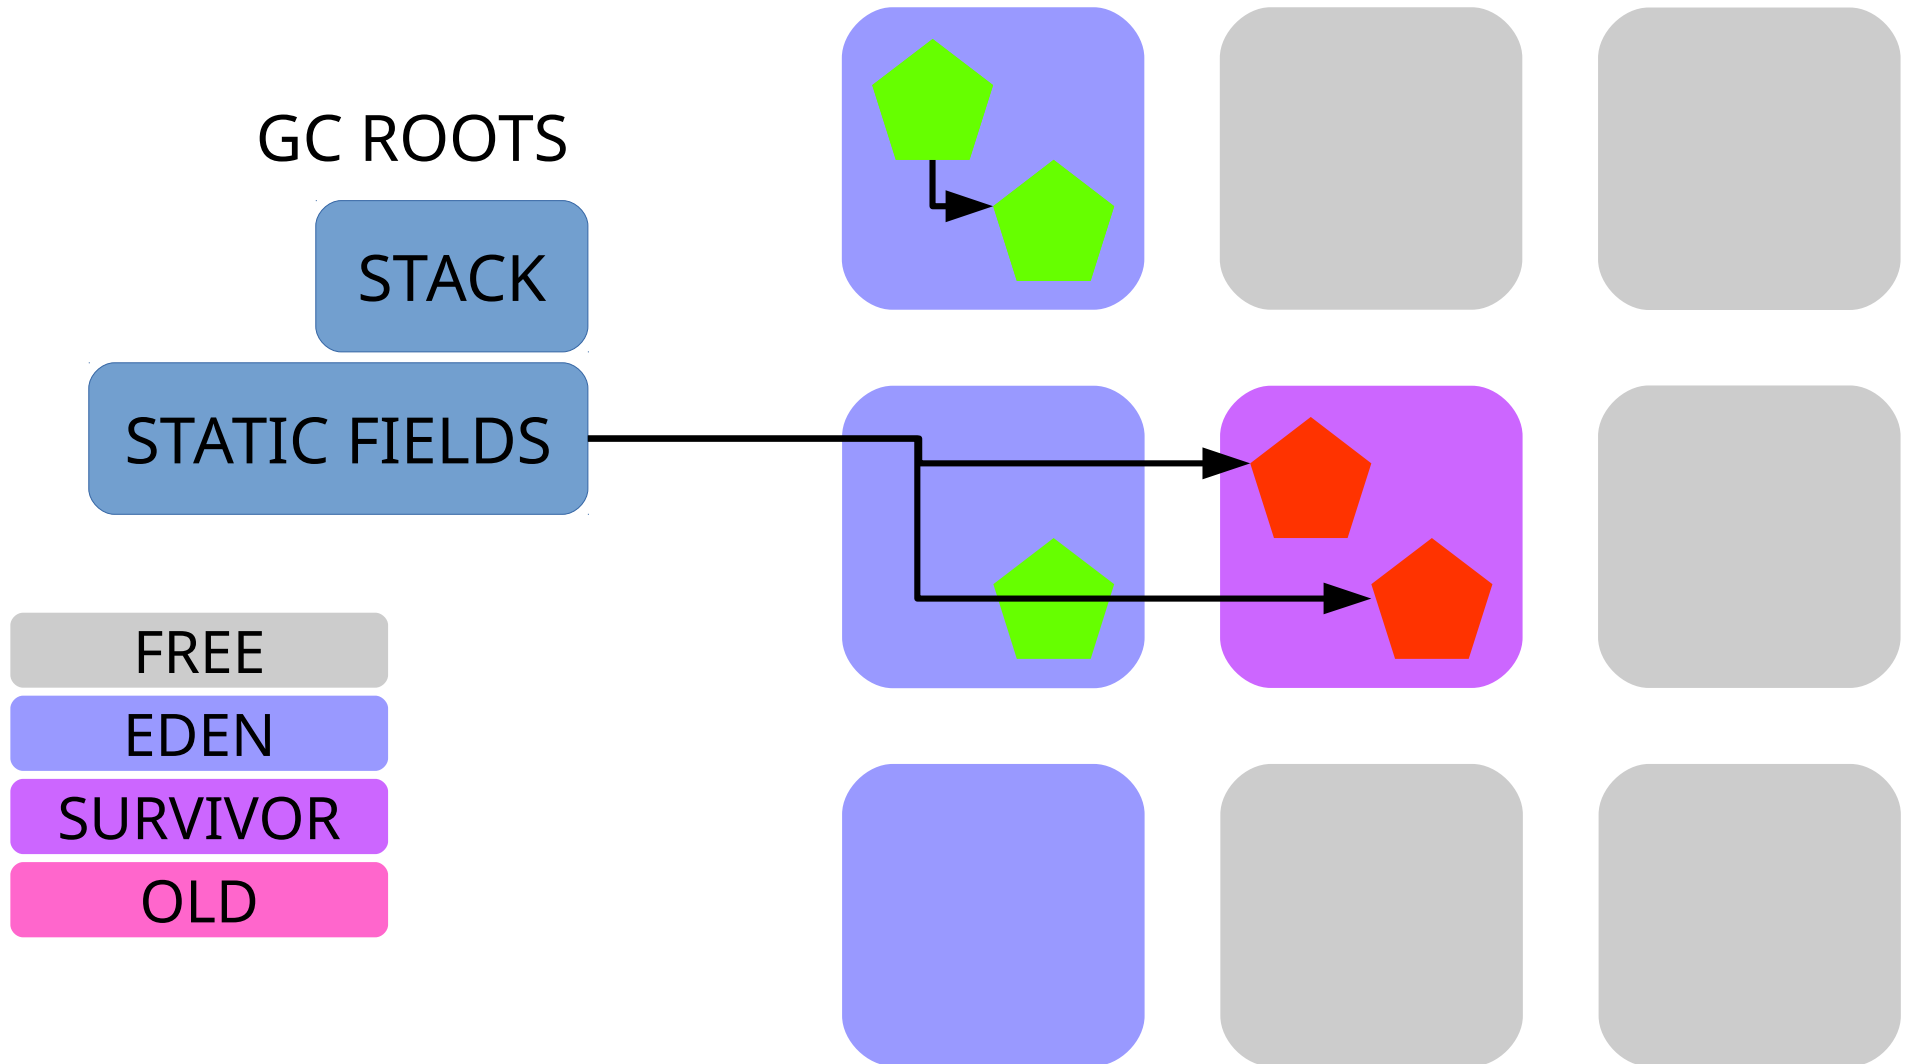 GC ROOTS
STACK
STATIC FIELDS
FREE
EDEN
SURVIVOR
OLD